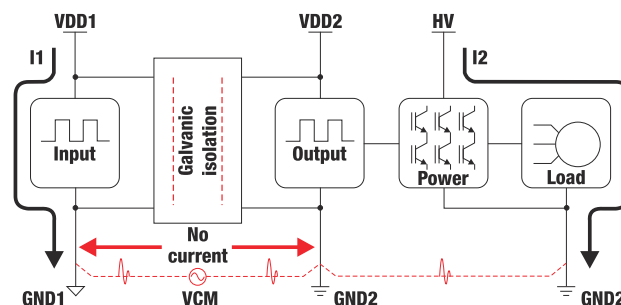 VDD1
VDD2
HV
I1
I2
Input
Galvanic
isolation
Output
Power
Load
No
current
GND1
VCM
GND2
GND2